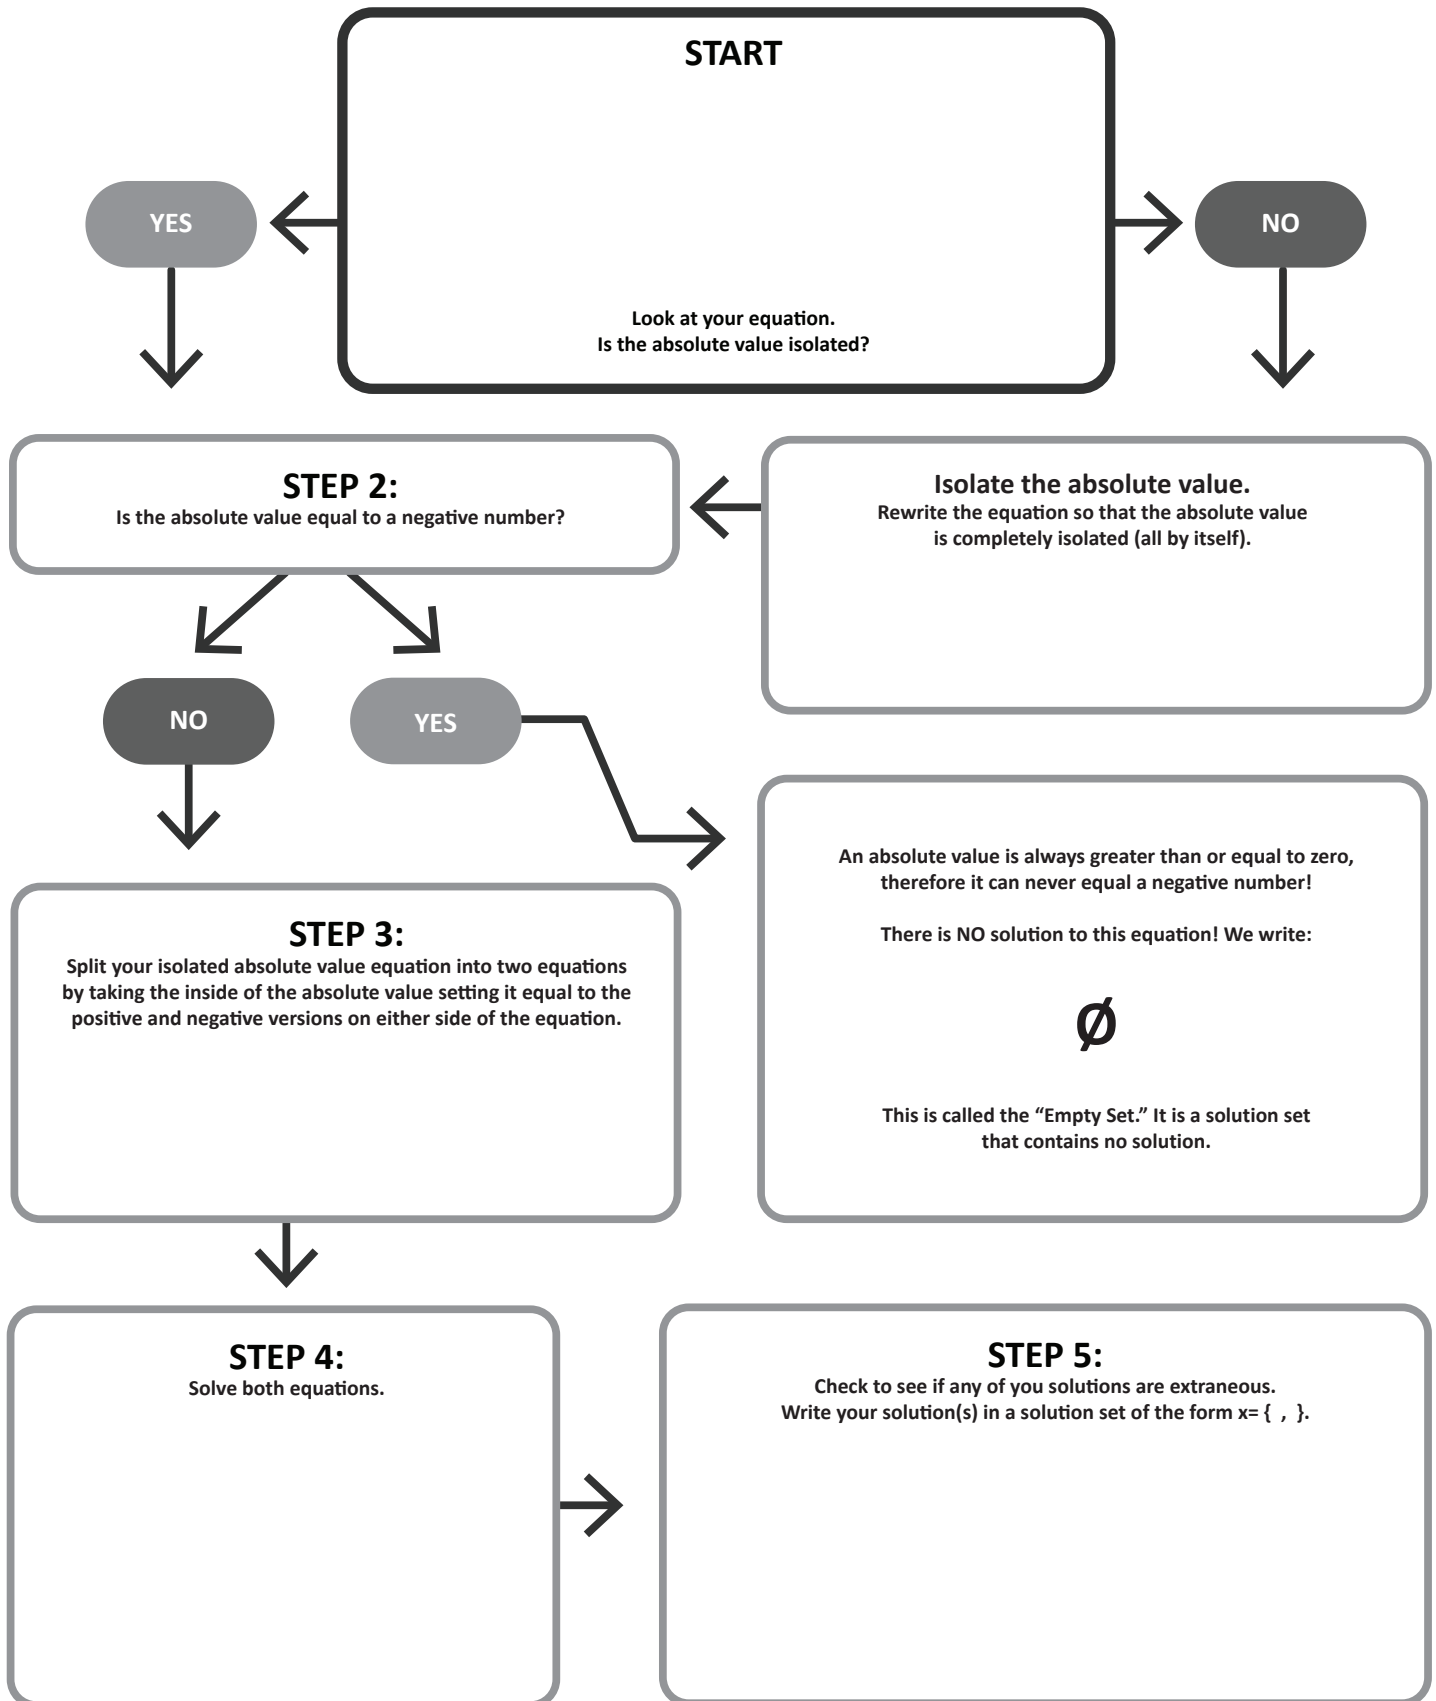 START
Look at your equation.
Is the absolute value isolated?
YES
NO
STEP 2:
Is the absolute value equal to a negative number?
Isolate the absolute value.
Rewrite the equation so that the absolute value
is completely isolated (all by itself).
NO
YES
An absolute value is always greater than or equal to zero,
therefore it can never equal a negative number!
There is NO solution to this equation! We write:
Ø
This is called the “Empty Set.” It is a solution set
that contains no solution.
STEP 3:
Split your isolated absolute value equation into two equations
by taking the inside of the absolute value setting it equal to the
positive and negative versions on either side of the equation.
STEP 4:
Solve both equations.
STEP 5:
Check to see if any of you solutions are extraneous.
Write your solution(s) in a solution set of the form x= {  ,  }.